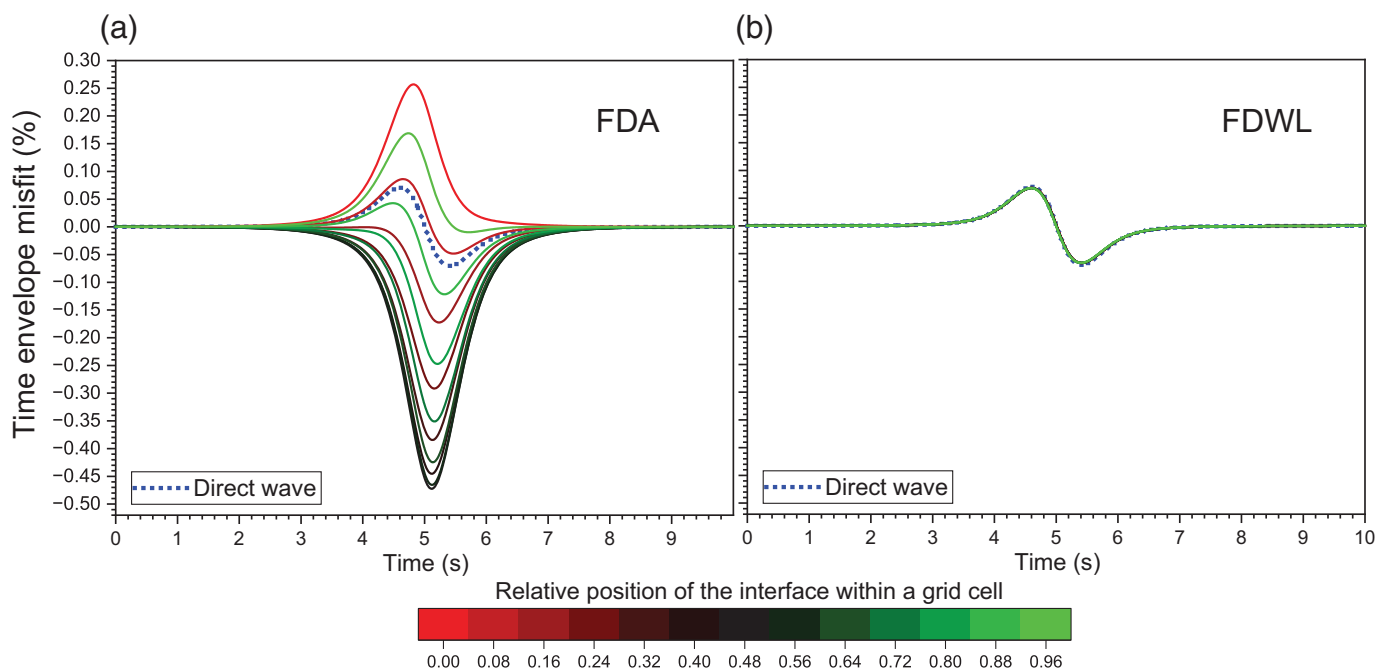 (a)
(b)
Time envelope misfit (%)
0.30
0.25
0.20
0.15
0.10
0.05
0.00
−0.05
−0.10
−0.15
−0.20
−0.25
−0.30
−0.35
−0.40
−0.45
−0.50
FDA
FDWL
Direct wave
Direct wave
0 1 2 3 4 5 6 7 8 9
0 1 2 3 4 5 6 7 8 9 10
Time (s)
Time (s)
Relative position of the interface within a grid cell
0.00 0.08 0.16 0.24 0.32 0.40 0.48 0.56 0.64 0.72 0.80 0.88 0.96